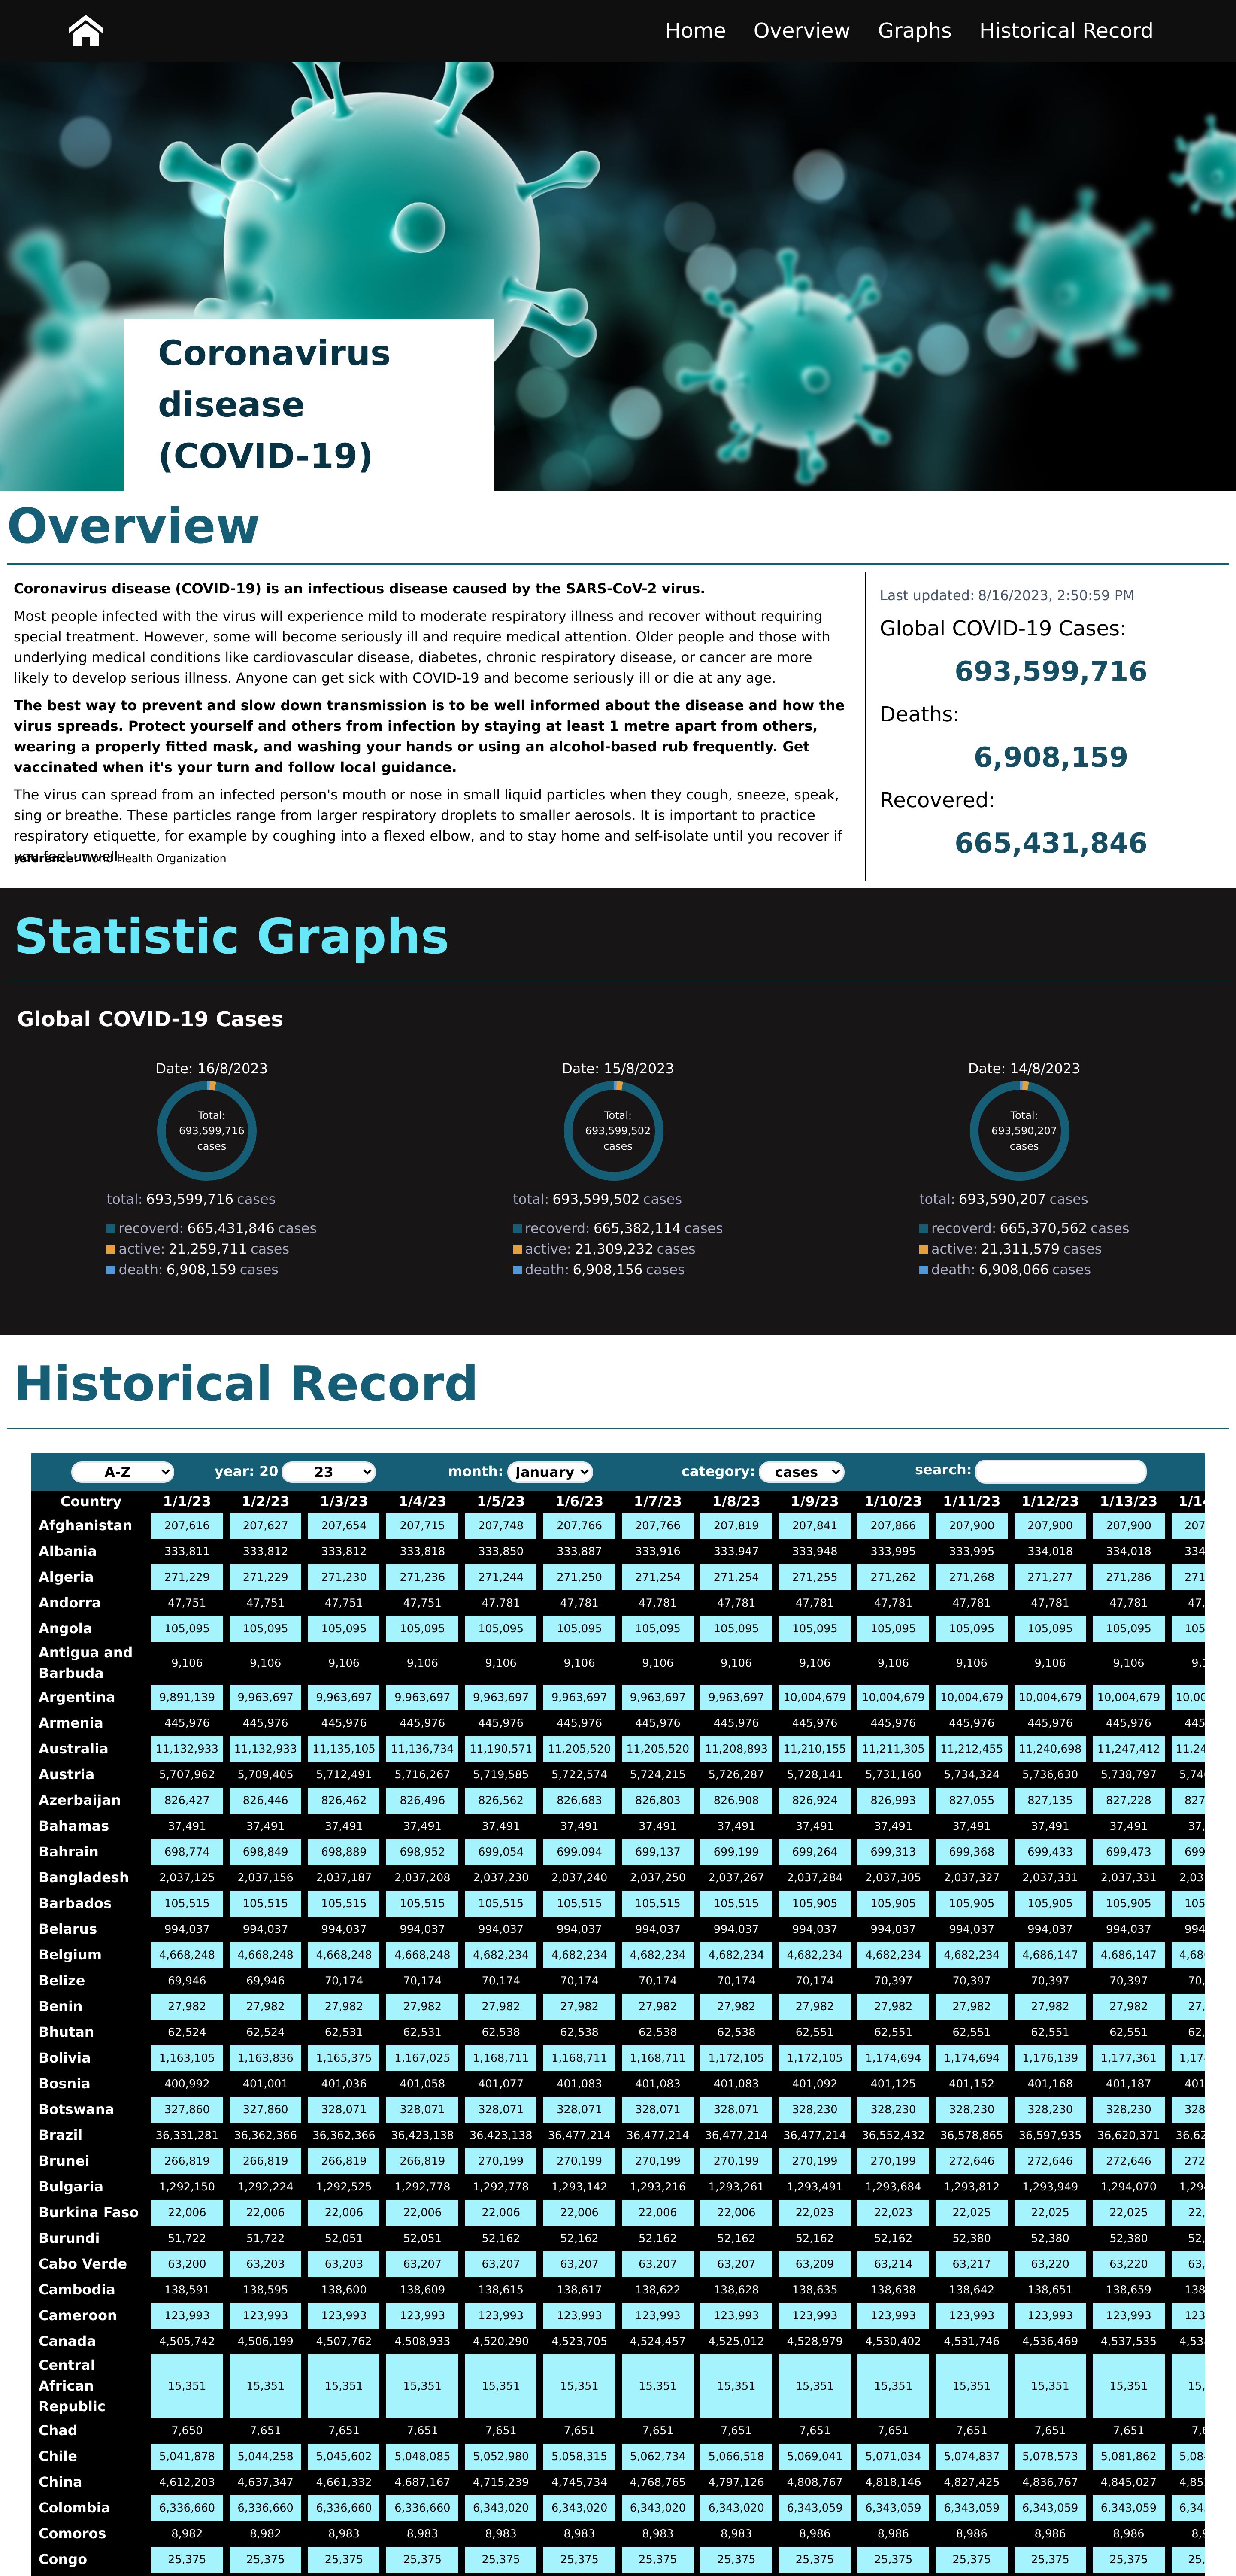 Home Overview Graphs Historical Record
Coronavirus
disease
(COVID-19)
Overview
Coronavirus disease (COVID-19) is an infectious disease caused by the SARS-CoV-2 virus.
Most people infected with the virus will experience mild to moderate respiratory illness and recover without requiring
special treatment. However, some will become seriously ill and require medical attention. Older people and those with
underlying medical conditions like cardiovascular disease, diabetes, chronic respiratory disease, or cancer are more
likely to develop serious illness. Anyone can get sick with COVID-19 and become seriously ill or die at any age.
The best way to prevent and slow down transmission is to be well informed about the disease and how the
virus spreads. Protect yourself and others from infection by staying at least 1 metre apart from others,
wearing a properly fitted mask, and washing your hands or using an alcohol-based rub frequently. Get
vaccinated when it's your turn and follow local guidance.
The virus can spread from an infected person's mouth or nose in small liquid particles when they cough, sneeze, speak,
sing or breathe. These particles range from larger respiratory droplets to smaller aerosols. It is important to practice
respiratory etiquette, for example by coughing into a flexed elbow, and to stay home and self-isolate until you recover if
you feel unwell.
reference: World Health Organization
Last updated: 8/16/2023, 2:50:59 PM
Global COVID-19 Cases:
693,599,716
Deaths:
6,908,159
Recovered:
665,431,846
Statistic Graphs
Global COVID-19 Cases
Date: 16/8/2023
Total:
693,599,716
cases
total: 693,599,716 cases
recoverd: 665,431,846 cases
active: 21,259,711 cases
death: 6,908,159 cases
Date: 15/8/2023
Total:
693,599,502
cases
total: 693,599,502 cases
recoverd: 665,382,114 cases
active: 21,309,232 cases
death: 6,908,156 cases
Date: 14/8/2023
Total:
693,590,207
cases
total: 693,590,207 cases
recoverd: 665,370,562 cases
active: 21,311,579 cases
death: 6,908,066 cases
Historical Record
A-Z year: 20 23 month: January category: cases search:
Country 1/1/23 1/2/23 1/3/23 1/4/23 1/5/23 1/6/23 1/7/23 1/8/23 1/9/23 1/10/23 1/11/23 1/12/23 1/13/23 1/14
Afghanistan 207,616 207,627 207,654 207,715 207,748 207,766 207,766 207,819 207,841 207,866 207,900 207,900 207,900 207
Albania 333,811 333,812 333,812 333,818 333,850 333,887 333,916 333,947 333,948 333,995 333,995 334,018 334,018 334
Algeria 271,229 271,229 271,230 271,236 271,244 271,250 271,254 271,254 271,255 271,262 271,268 271,277 271,286 271
Andorra 47,751 47,751 47,751 47,751 47,781 47,781 47,781 47,781 47,781 47,781 47,781 47,781 47,781 47,
Angola 105,095 105,095 105,095 105,095 105,095 105,095 105,095 105,095 105,095 105,095 105,095 105,095 105,095 105
Antigua and
Barbuda 9,106 9,106 9,106 9,106 9,106 9,106 9,106 9,106 9,106 9,106 9,106 9,106 9,106 9,1
Argentina 9,891,139 9,963,697 9,963,697 9,963,697 9,963,697 9,963,697 9,963,697 9,963,697 10,004,679 10,004,679 10,004,679 10,004,679 10,004,679 10,00
Armenia 445,976 445,976 445,976 445,976 445,976 445,976 445,976 445,976 445,976 445,976 445,976 445,976 445,976 445
Australia 11,132,933 11,132,933 11,135,105 11,136,734 11,190,571 11,205,520 11,205,520 11,208,893 11,210,155 11,211,305 11,212,455 11,240,698 11,247,412 11,24
Austria 5,707,962 5,709,405 5,712,491 5,716,267 5,719,585 5,722,574 5,724,215 5,726,287 5,728,141 5,731,160 5,734,324 5,736,630 5,738,797 5,74
Azerbaijan 826,427 826,446 826,462 826,496 826,562 826,683 826,803 826,908 826,924 826,993 827,055 827,135 827,228 827
Bahamas 37,491 37,491 37,491 37,491 37,491 37,491 37,491 37,491 37,491 37,491 37,491 37,491 37,491 37,
Bahrain 698,774 698,849 698,889 698,952 699,054 699,094 699,137 699,199 699,264 699,313 699,368 699,433 699,473 699
Bangladesh 2,037,125 2,037,156 2,037,187 2,037,208 2,037,230 2,037,240 2,037,250 2,037,267 2,037,284 2,037,305 2,037,327 2,037,331 2,037,331 2,03
Barbados 105,515 105,515 105,515 105,515 105,515 105,515 105,515 105,515 105,905 105,905 105,905 105,905 105,905 105
Belarus 994,037 994,037 994,037 994,037 994,037 994,037 994,037 994,037 994,037 994,037 994,037 994,037 994,037 994
Belgium 4,668,248 4,668,248 4,668,248 4,668,248 4,682,234 4,682,234 4,682,234 4,682,234 4,682,234 4,682,234 4,682,234 4,686,147 4,686,147 4,68
Belize 69,946 69,946 70,174 70,174 70,174 70,174 70,174 70,174 70,174 70,397 70,397 70,397 70,397 70,
Benin 27,982 27,982 27,982 27,982 27,982 27,982 27,982 27,982 27,982 27,982 27,982 27,982 27,982 27,
Bhutan 62,524 62,524 62,531 62,531 62,538 62,538 62,538 62,538 62,551 62,551 62,551 62,551 62,551 62,
Bolivia 1,163,105 1,163,836 1,165,375 1,167,025 1,168,711 1,168,711 1,168,711 1,172,105 1,172,105 1,174,694 1,174,694 1,176,139 1,177,361 1,17
Bosnia 400,992 401,001 401,036 401,058 401,077 401,083 401,083 401,083 401,092 401,125 401,152 401,168 401,187 401
Botswana 327,860 327,860 328,071 328,071 328,071 328,071 328,071 328,071 328,230 328,230 328,230 328,230 328,230 328
Brazil 36,331,281 36,362,366 36,362,366 36,423,138 36,423,138 36,477,214 36,477,214 36,477,214 36,477,214 36,552,432 36,578,865 36,597,935 36,620,371 36,62
Brunei 266,819 266,819 266,819 266,819 270,199 270,199 270,199 270,199 270,199 270,199 272,646 272,646 272,646 272
Bulgaria 1,292,150 1,292,224 1,292,525 1,292,778 1,292,778 1,293,142 1,293,216 1,293,261 1,293,491 1,293,684 1,293,812 1,293,949 1,294,070 1,29
Burkina Faso 22,006 22,006 22,006 22,006 22,006 22,006 22,006 22,006 22,023 22,023 22,025 22,025 22,025 22,
Burundi 51,722 51,722 52,051 52,051 52,162 52,162 52,162 52,162 52,162 52,162 52,380 52,380 52,380 52,
Cabo Verde 63,200 63,203 63,203 63,207 63,207 63,207 63,207 63,207 63,209 63,214 63,217 63,220 63,220 63,
Cambodia 138,591 138,595 138,600 138,609 138,615 138,617 138,622 138,628 138,635 138,638 138,642 138,651 138,659 138
Cameroon 123,993 123,993 123,993 123,993 123,993 123,993 123,993 123,993 123,993 123,993 123,993 123,993 123,993 123
Canada 4,505,742 4,506,199 4,507,762 4,508,933 4,520,290 4,523,705 4,524,457 4,525,012 4,528,979 4,530,402 4,531,746 4,536,469 4,537,535 4,53
Central
African
Republic 15,351 15,351 15,351 15,351 15,351 15,351 15,351 15,351 15,351 15,351 15,351 15,351 15,351 15,
Chad 7,650 7,651 7,651 7,651 7,651 7,651 7,651 7,651 7,651 7,651 7,651 7,651 7,651 7,6
Chile 5,041,878 5,044,258 5,045,602 5,048,085 5,052,980 5,058,315 5,062,734 5,066,518 5,069,041 5,071,034 5,074,837 5,078,573 5,081,862 5,08
China 4,612,203 4,637,347 4,661,332 4,687,167 4,715,239 4,745,734 4,768,765 4,797,126 4,808,767 4,818,146 4,827,425 4,836,767 4,845,027 4,85
Colombia 6,336,660 6,336,660 6,336,660 6,336,660 6,343,020 6,343,020 6,343,020 6,343,020 6,343,059 6,343,059 6,343,059 6,343,059 6,343,059 6,34
Comoros 8,982 8,982 8,983 8,983 8,983 8,983 8,983 8,983 8,986 8,986 8,986 8,986 8,986 8,9
Congo 25,375 25,375 25,375 25,375 25,375 25,375 25,375 25,375 25,375 25,375 25,375 25,375 25,375 25,